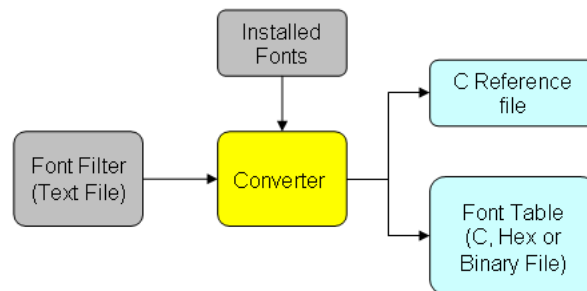 Installed
Fonts
C Reference
file
Font Filter
(Text File)
Converter
Font Table
(C, Hex or
Binary File)